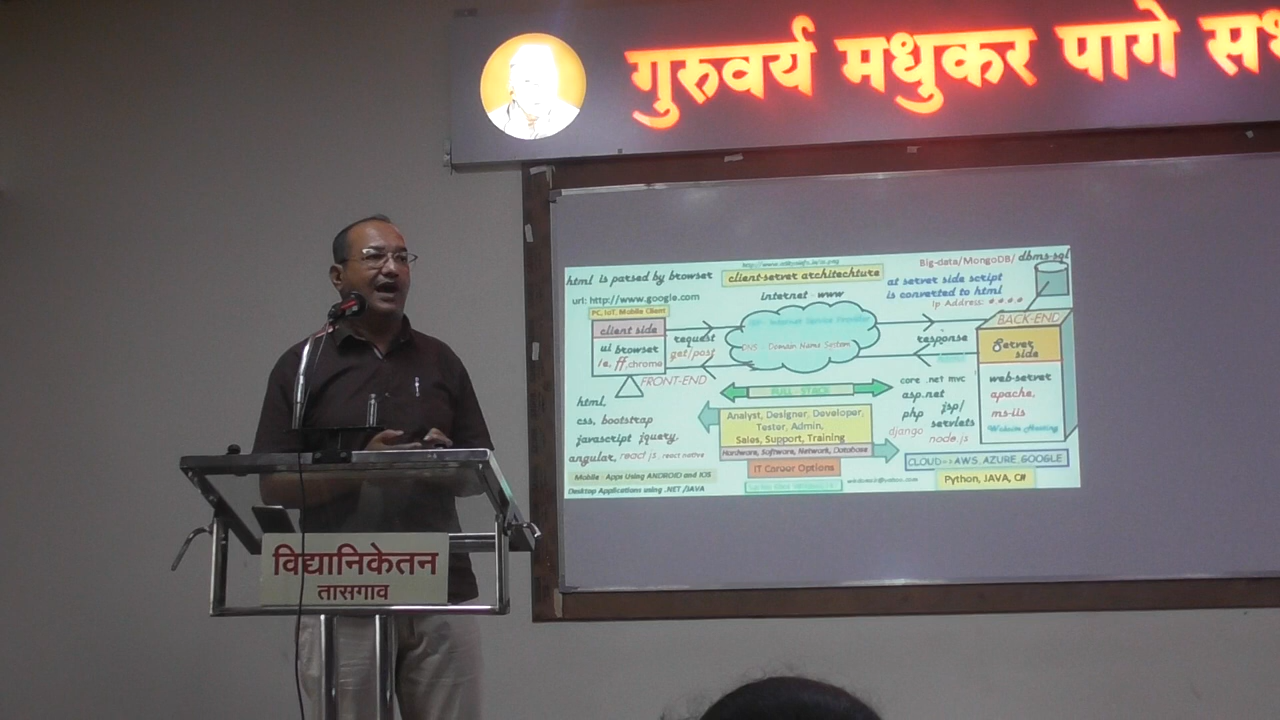 गुरुवर्य मधुकर पागे
html is parsed by browser
client-server architechture
Big-data/MongoDB/ dbms-sql
url: http://www.google.com
internet - www
at server side script
is converted to html
Ip Address: * * * *
PC, IoT, Mobile Client
client side
ui browser
ie, ff, chrome
request
get/post
FRONT-END
Internet Service Provider
DNS : Domain Name System
response
BACK-END
Server
side
web-server
apache,
ms-iis
Website Hosting
FULL STACK
html,
css, bootstrap
javascript jquery,
angular, react js, react native
Mobile : Apps Using ANDROID and IOS
Desktop Applications using .NET /JAVA
Analyst, Designer, Developer,
Tester, Admin,
Sales, Support, Training
Hardware, Software, Network, Database
IT Career Options
core .net mvc
asp.net
php jsp/
servlets
django
node.js
CLOUD=>AWS, AZURE, GOOGLE
Python, JAVA, C#
विद्यानिकेतन
तासगाव